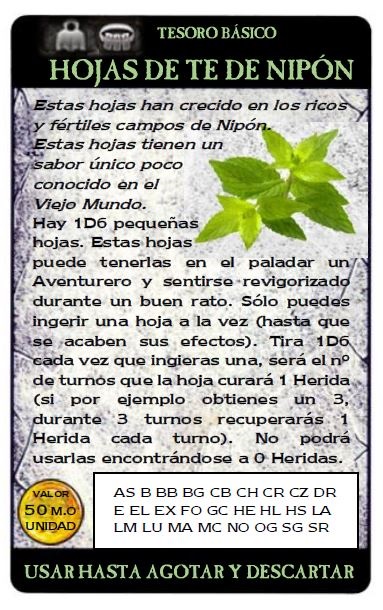 TESORO BÁSICO
HOJAS DE TE DE NIPÓN
Estas hojas han crecido en los ricos
y fértiles campos de Nipón.
Estas hojas tienen un
sabor único poco
conocido en el
Viejo Mundo.
Hay 1D6 pequeñas
hojas. Estas hojas
puede tenerlas en el paladar un
Aventurero y sentirse revigorizado
durante un buen rato. Sólo puedes
ingerir una hoja a la vez (hasta que
se acaben sus efectos). Tira 1D6
cada vez que ingieras una, será el nº
de turnos que la hoja curará 1 Herida
(si por ejemplo obtienes un 3,
durante 3 turnos recuperarás 1
Herida cada turno). No podrá
usarlas encontrándose a 0 Heridas.
VALOR
50 M.O
UNIDAD
AS B BB BG CB CH CR CZ DR
E EL EX FO GC HE HL HS LA
LM LU MA MC NO OG SG SR
USAR HASTA AGOTAR Y DESCARTAR